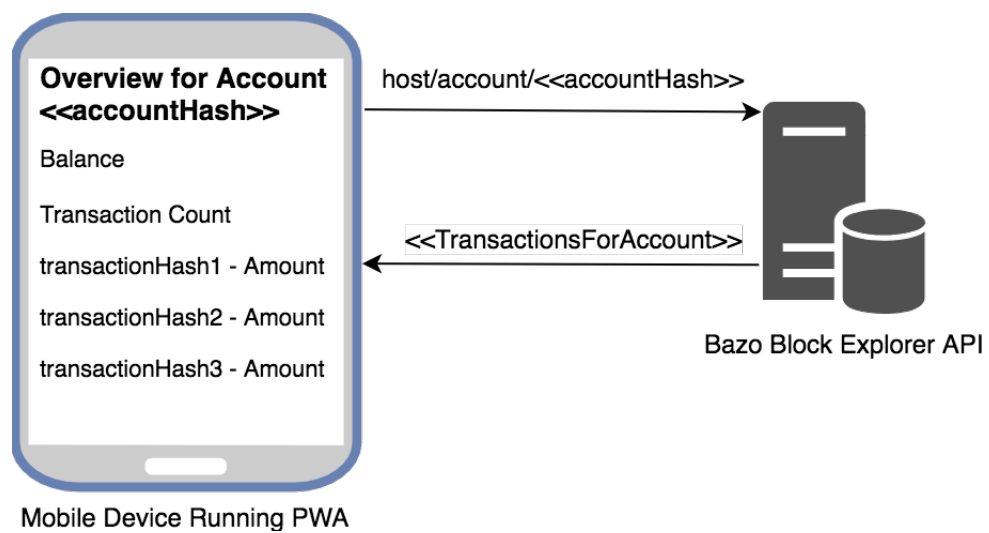 Overview for Account
<<accountHash>>
Balance
Transaction Count
transactionHash1 - Amount
transactionHash2 - Amount
transactionHash3 - Amount
host/account/<<accountHash>>
<<TransactionsForAccount>>
Bazo Block Explorer API
Mobile Device Running PWA